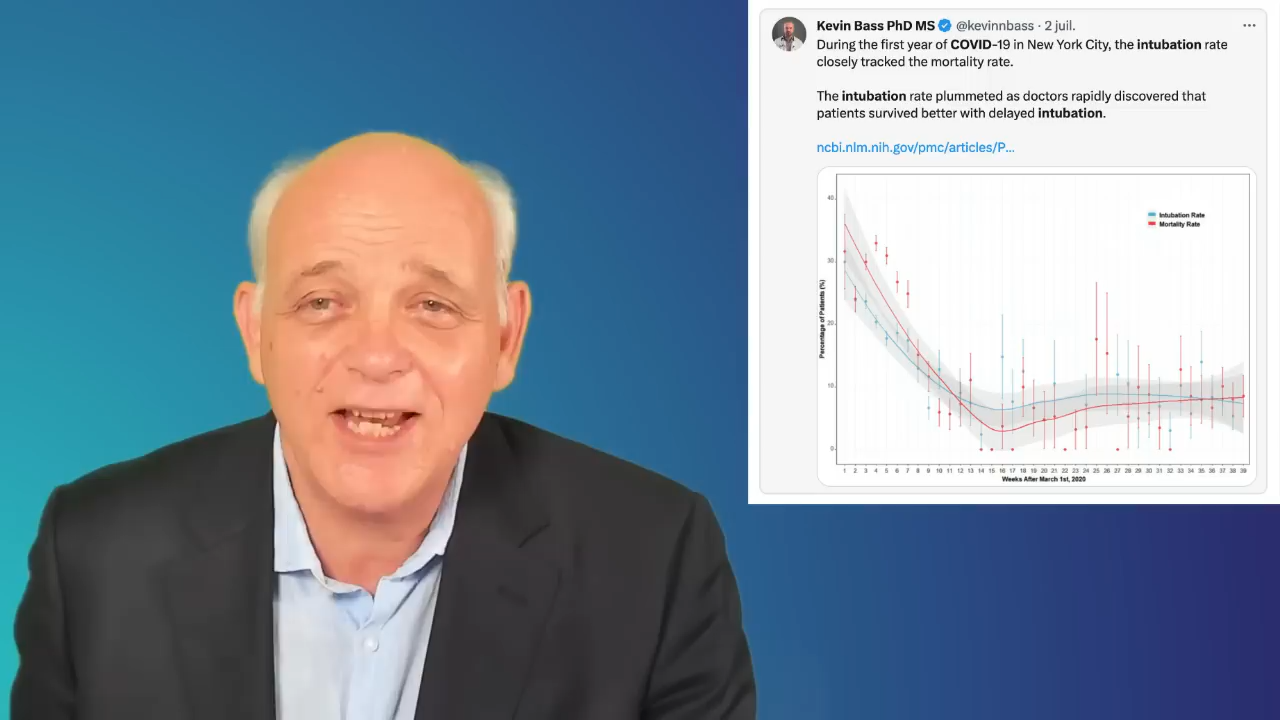 Kevin Bass PhD MS @kevinnbass · 2 juil.
During the first year of COVID-19 in New York City, the intubation rate
closely tracked the mortality rate.
The intubation rate plummeted as doctors rapidly discovered that
patients survived better with delayed intubation.
ncbi.nlm.nih.gov/pmc/articles/P...
Intubation Rate
Mortality Rate
Percentage of Patients (%)
40
30
20
10
0
1 2 3 4 5 6 7 8 9 10 11 12 13 14 15 16 17 18 19 20 21 22 23 24 25 26 27 28 29 30 31 32 33 34 35 36 37 38 39
Weeks After March 1st, 2020